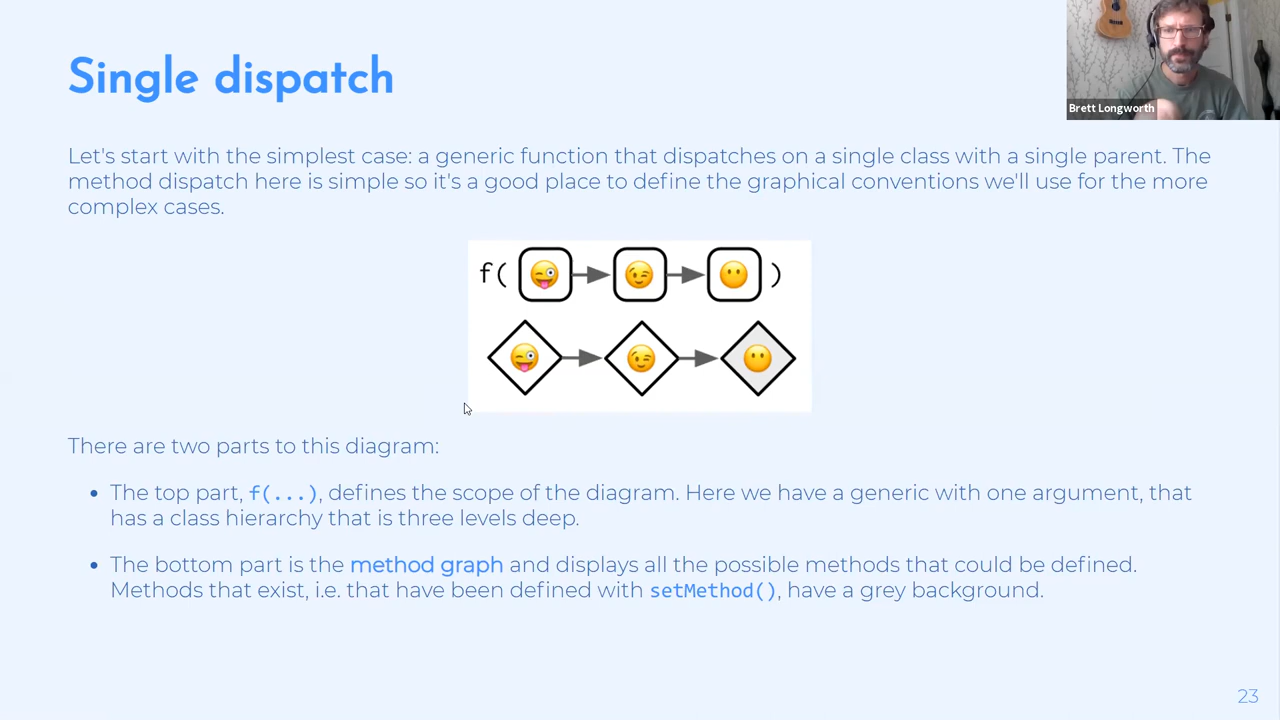 Single dispatch
Brett Longworth
Let's start with the simplest case: a generic function that dispatches on a single class with a single parent. The
method dispatch here is simple so it's a good place to define the graphical conventions we'll use for the more
complex cases.
f( )
There are two parts to this diagram:
• The top part, f(...), defines the scope of the diagram. Here we have a generic with one argument, that
has a class hierarchy that is three levels deep.
• The bottom part is the method graph and displays all the possible methods that could be defined.
Methods that exist, i.e. that have been defined with setMethod(), have a grey background.
23